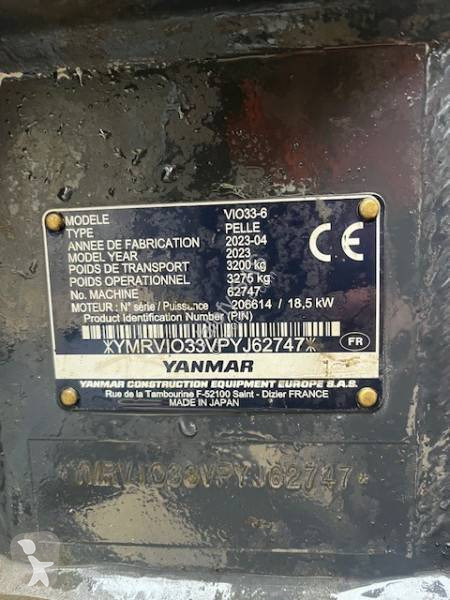 MODELE VIO33-6
TYPE PELLE
ANNEE DE FABRICATION 2023-04
MODEL YEAR 2023
POIDS DE TRANSPORT 3200 kg
POIDS OPERATIONNEL 3275 kg
No. MACHINE 62747
MOTEUR : N° série / Puissance 206614 / 18,5 kW
Product Identification Number (PIN)
*YMRVIO33VPYJ62747*
CE
FR
YANMAR
YANMAR CONSTRUCTION EQUIPMENT EUROPE S.A.S.
Rue de la Tambourine F-52100 Saint - Dizier FRANCE
MADE IN JAPAN
MRVIO33VPYJ62747*